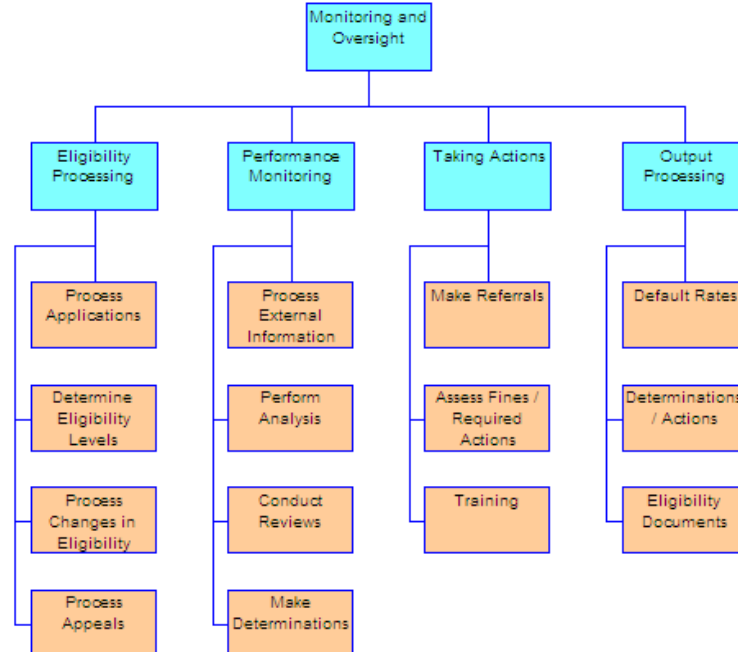 Monitoring and
Oversight
Eligibility
Processing
Performance
Monitoring
Taking Actions
Output
Processing
Process
Applications
Process
External
Information
Make Referrals
Default Rates
Determine
Eligibility
Levels
Perform
Analysis
Assess Fines /
Required
Actions
Determinations
/ Actions
Process
Changes in
Eligibility
Conduct
Reviews
Training
Eligibility
Documents
Process
Appeals
Make
Determinations